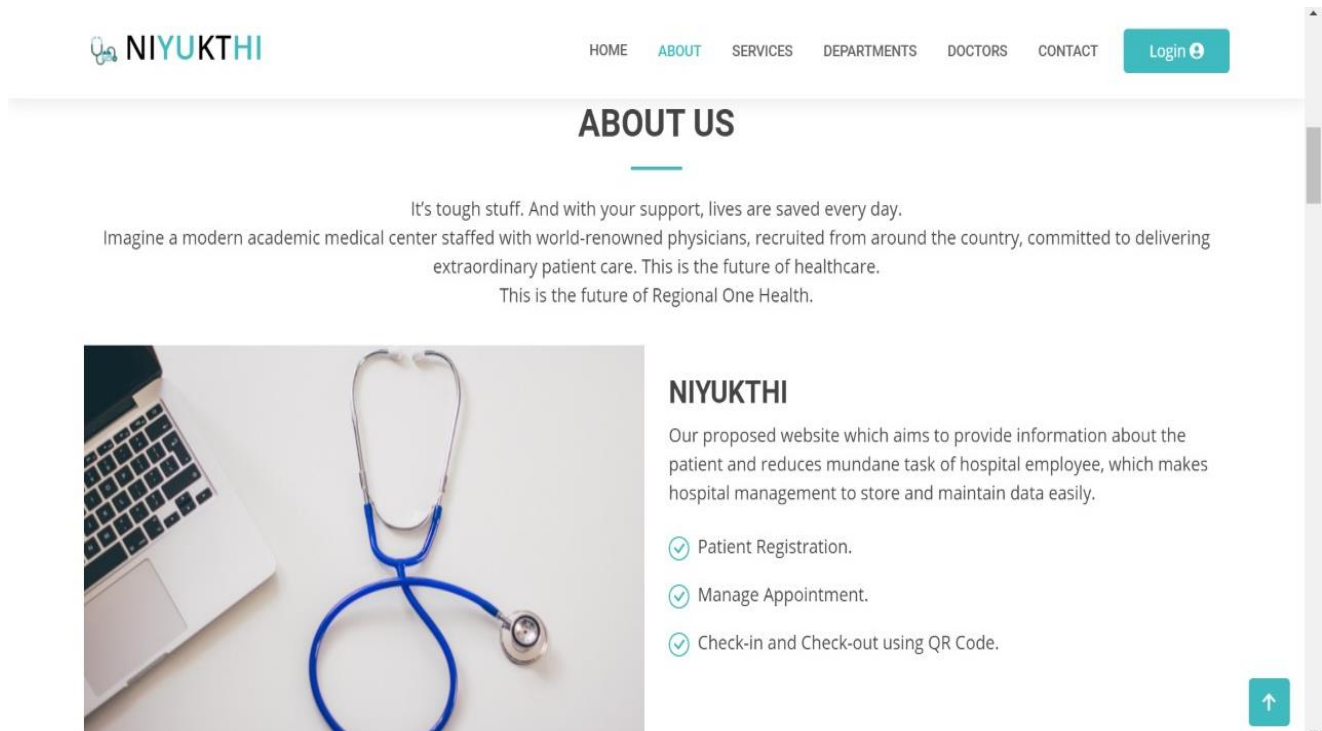 NIYUKTHI
HOME ABOUT SERVICES DEPARTMENTS DOCTORS CONTACT Login
ABOUT US
It’s tough stuff. And with your support, lives are saved every day.
Imagine a modern academic medical center staffed with world-renowned physicians, recruited from around the country, committed to delivering
extraordinary patient care. This is the future of healthcare.
This is the future of Regional One Health.
NIYUKTHI
Our proposed website which aims to provide information about the
patient and reduces mundane task of hospital employee, which makes
hospital management to store and maintain data easily.
Patient Registration.
Manage Appointment.
Check-in and Check-out using QR Code.